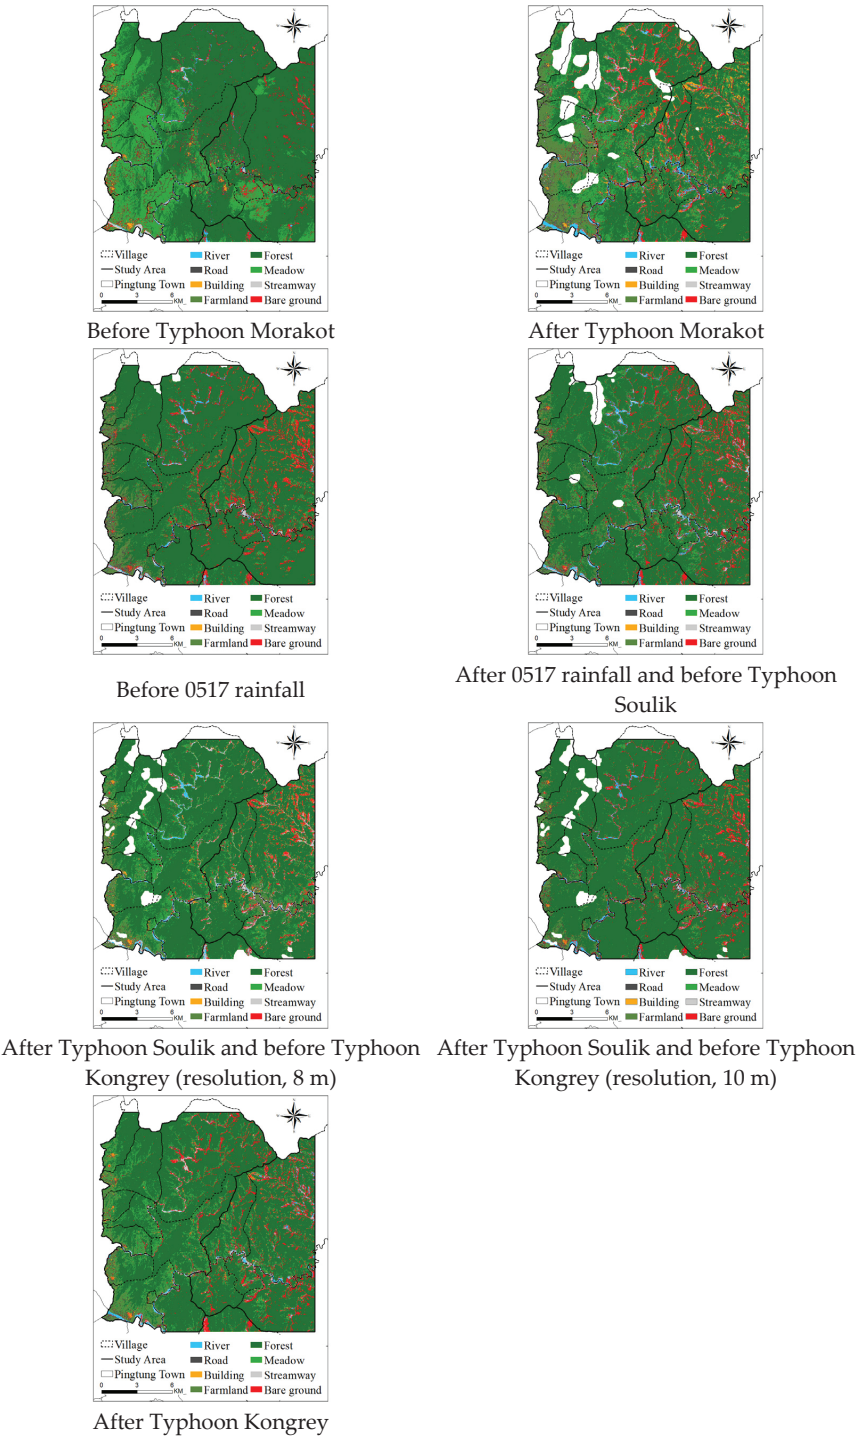 Village River Forest
Study Area Road Meadow
Pingtung Town Building Streamway
0 3 6 KM Farmland Bare ground
Before Typhoon Morakot
Village River Forest
Study Area Road Meadow
Pingtung Town Building Streamway
0 3 6 KM Farmland Bare ground
After Typhoon Morakot
Village River Forest
Study Area Road Meadow
Pingtung Town Building Streamway
0 3 6 KM Farmland Bare ground
Before 0517 rainfall
Village River Forest
Study Area Road Meadow
Pingtung Town Building Streamway
0 3 6 KM Farmland Bare ground
After 0517 rainfall and before Typhoon
Soulik
Village River Forest
Study Area Road Meadow
Pingtung Town Building Streamway
0 3 6 KM Farmland Bare ground
After Typhoon Soulik and before Typhoon
Kongrey (resolution, 8 m)
Village River Forest
Study Area Road Meadow
Pingtung Town Building Streamway
0 3 6 KM Farmland Bare ground
After Typhoon Soulik and before Typhoon
Kongrey (resolution, 10 m)
Village River Forest
Study Area Road Meadow
Pingtung Town Building Streamway
0 3 6 KM Farmland Bare ground
After Typhoon Kongrey